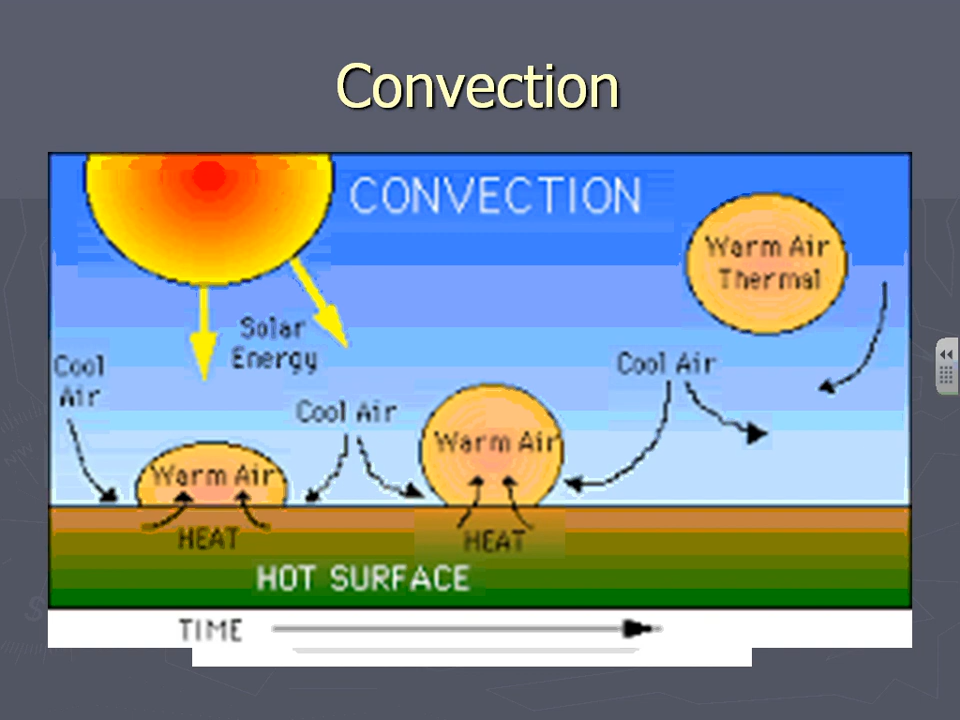 Convection
CONVECTION
Warm Air
Thermal
Solar
Energy
Cool
Air
Cool Air
Cool Air
Warm Air
Warm Air
HEAT
HEAT
HOT SURFACE
TIME